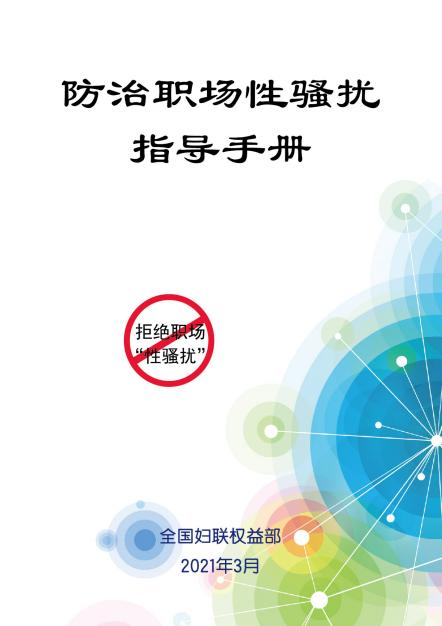 防治职场性骚扰
指导手册
拒绝职场
“性骚扰”
全国妇联权益部
2021年3月